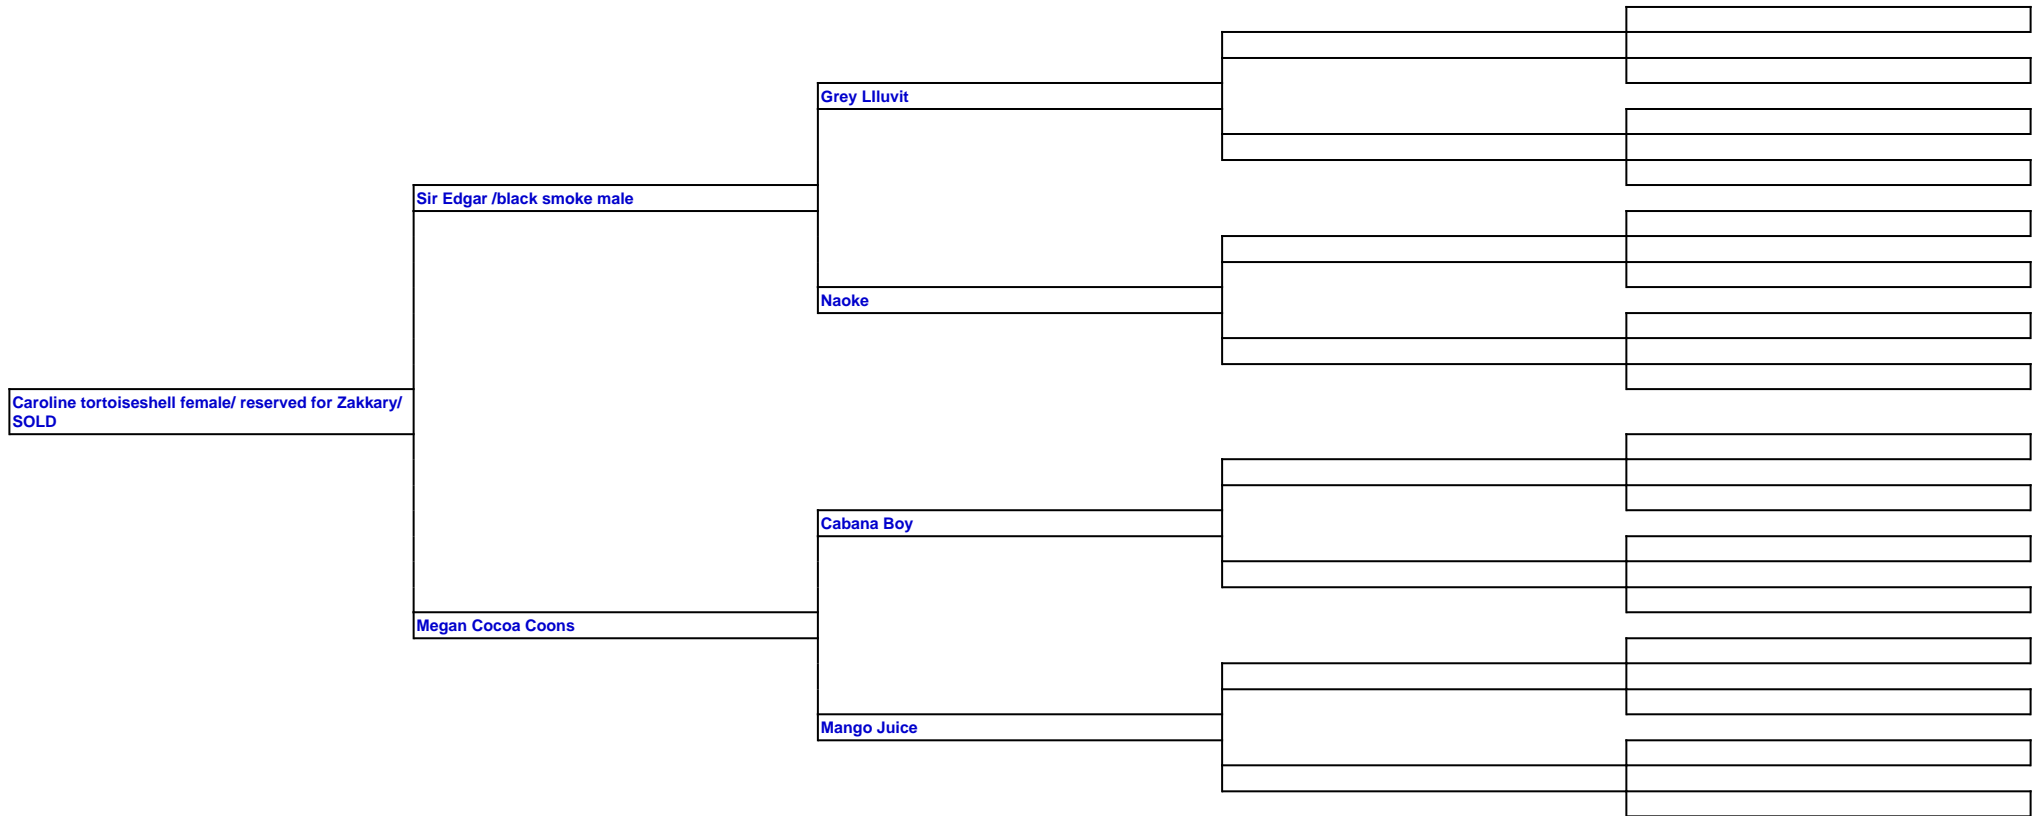 Grey LIluvit
Sir Edgar /black smoke male
Naoke
Caroline tortoiseshell female/ reserved for Zakkary/
SOLD
Cabana Boy
Megan Cocoa Coons
Mango Juice